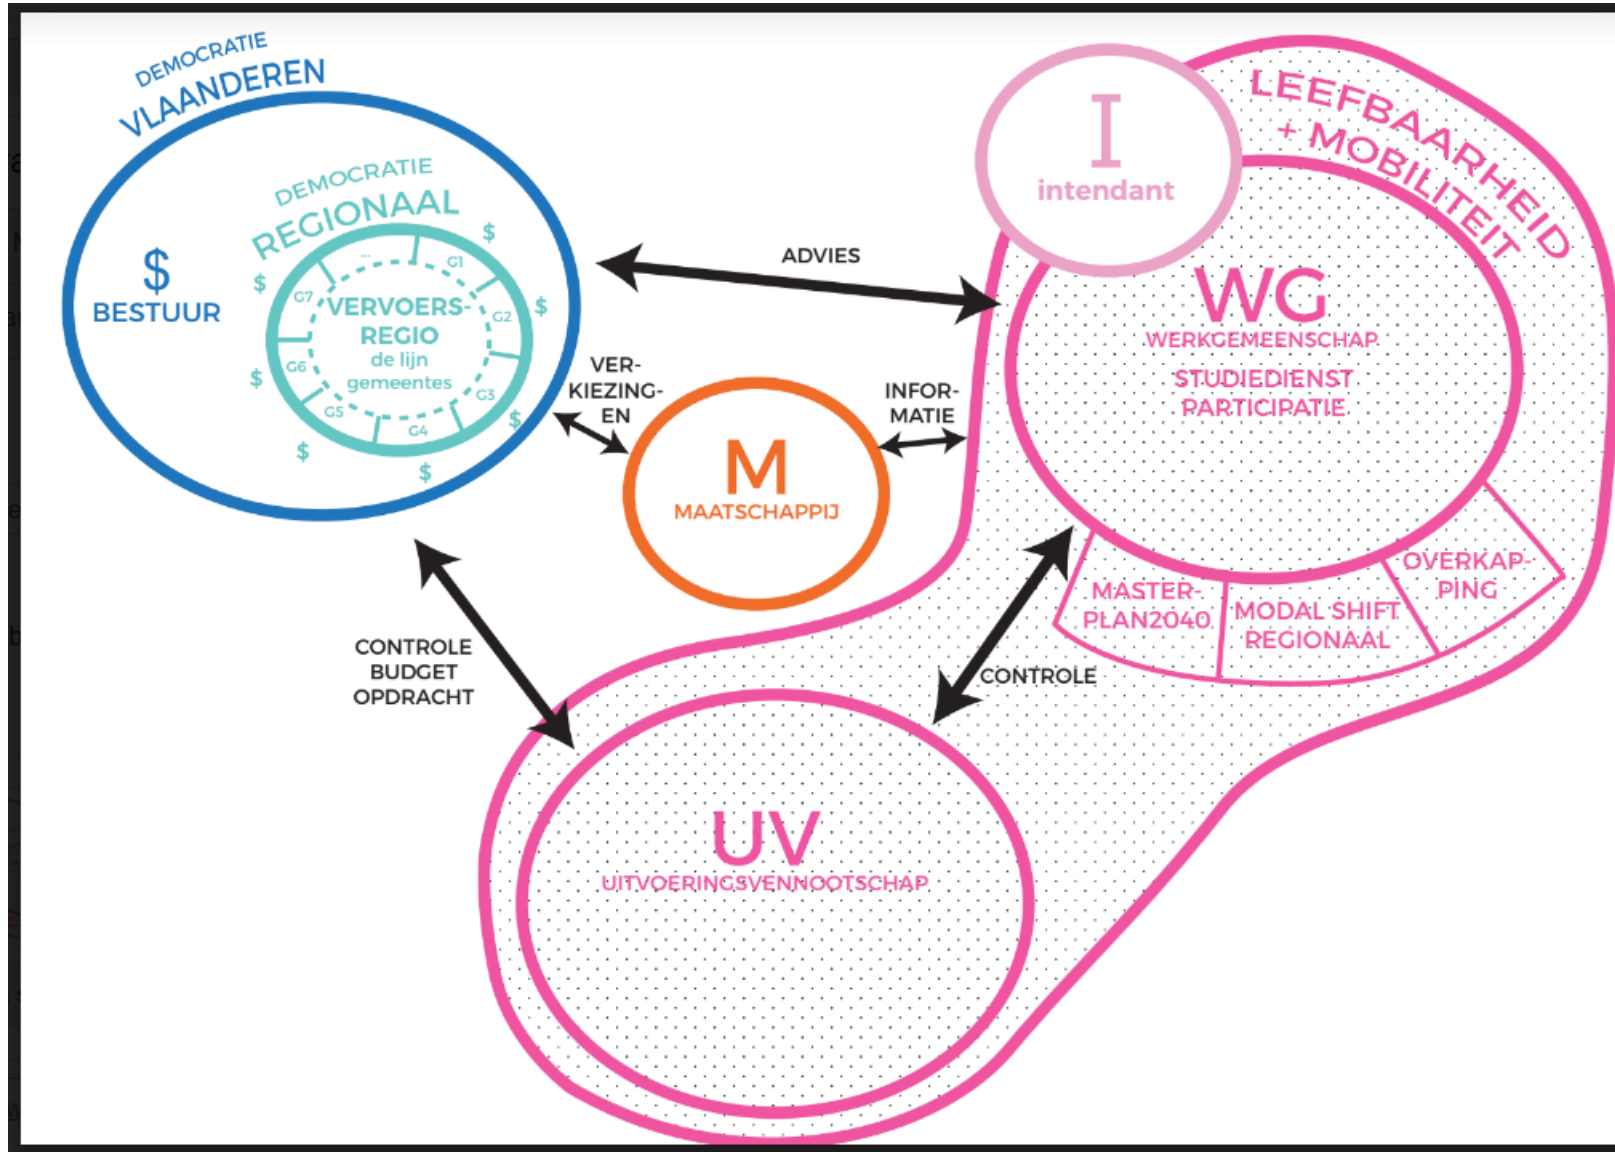 DEMOCRATIE
VLAANDEREN
$
BESTUUR
DEMOCRATIE
REGIONAAL
$
$
$
$
$
$
$
$
...
G1
G2
G3
G4
G5
G6
G7
VERVOERS-
REGIO
de lijn
gemeentes
ADVIES
VER-
KIEZING-
EN
INFOR-
MATIE
M
MAATSCHAPPIJ
I
intendant
LEEFBAARHEID
+ MOBILITEIT
WG
WERKGEMEENSCHAP
STUDIEDIENST
PARTICIPATIE
MASTER-
PLAN2040
MODAL SHIFT
REGIONAAL
OVERKAP-
PING
CONTROLE
BUDGET
OPDRACHT
CONTROLE
UV
UITVOERINGSVENNOOTSCHAP